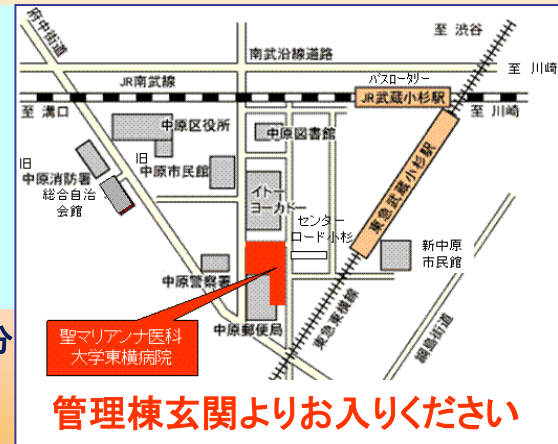 府中街道
至 渋谷
南武沿線道路
至 川崎
バスロータリー
JR南武線
JR武蔵小杉駅
至 溝口
至 川崎
中原区役所
中原図書館
東急武蔵小杉駅
旧
中原消防署
旧
中原市民館
総合自治
会館
イトー
ヨーカドー
センター
ロード小杉
新中原
市民館
中原警察署
東急東横線
綱島街道
中原郵便局
聖マリアンナ医科
大学東横病院
分
管理棟玄関よりお入りください